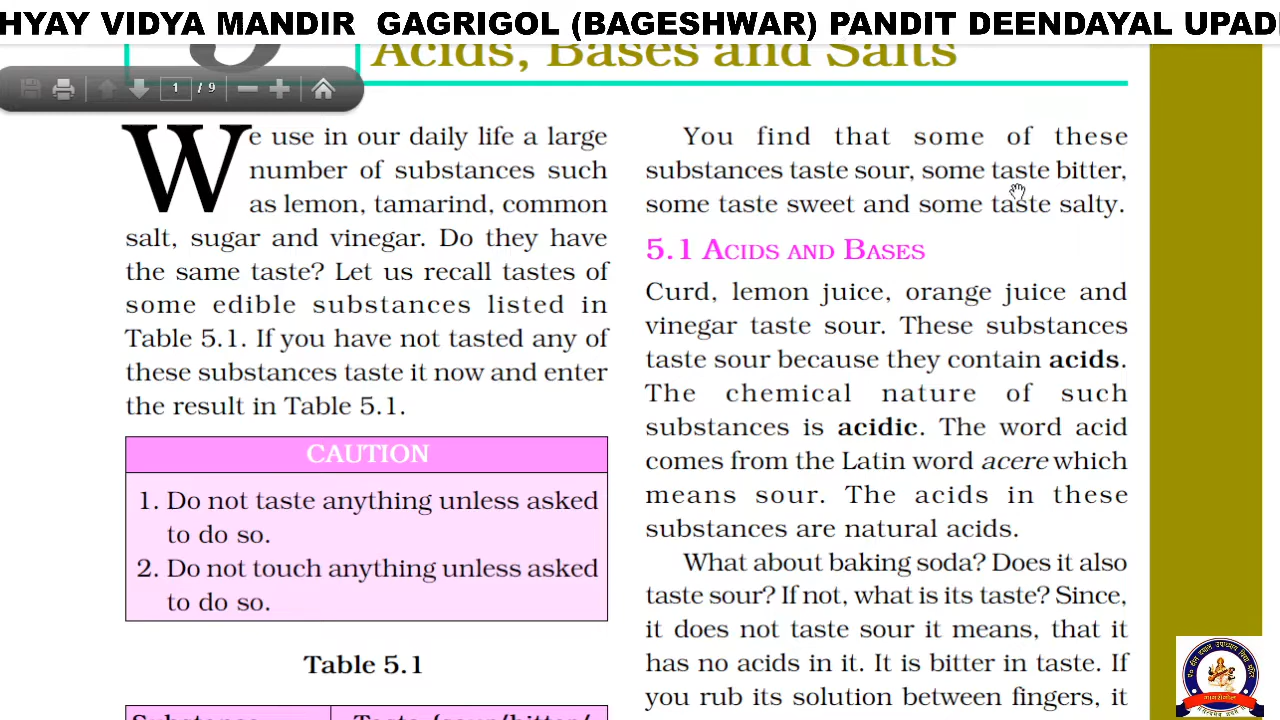 HYAY VIDYA MANDIR GAGRIGOL (BAGESHWAR) PANDIT DEENDAYAL UPAD
5
Acids, Bases and Salts
1 / 9
We use in our daily life a large
number of substances such
as lemon, tamarind, common
salt, sugar and vinegar. Do they have
the same taste? Let us recall tastes of
some edible substances listed in
Table 5.1. If you have not tasted any of
these substances taste it now and enter
the result in Table 5.1.
CAUTION
1. Do not taste anything unless asked
to do so.
2. Do not touch anything unless asked
to do so.
Table 5.1
Substance
Taste (sour/bitter/
You find that some of these
substances taste sour, some taste bitter,
some taste sweet and some taste salty.
5.1 ACIDS AND BASES
Curd, lemon juice, orange juice and
vinegar taste sour. These substances
taste sour because they contain acids.
The chemical nature of such
substances is acidic. The word acid
comes from the Latin word acere which
means sour. The acids in these
substances are natural acids.
What about baking soda? Does it also
taste sour? If not, what is its taste? Since,
it does not taste sour it means, that it
has no acids in it. It is bitter in taste. If
you rub its solution between fingers, it